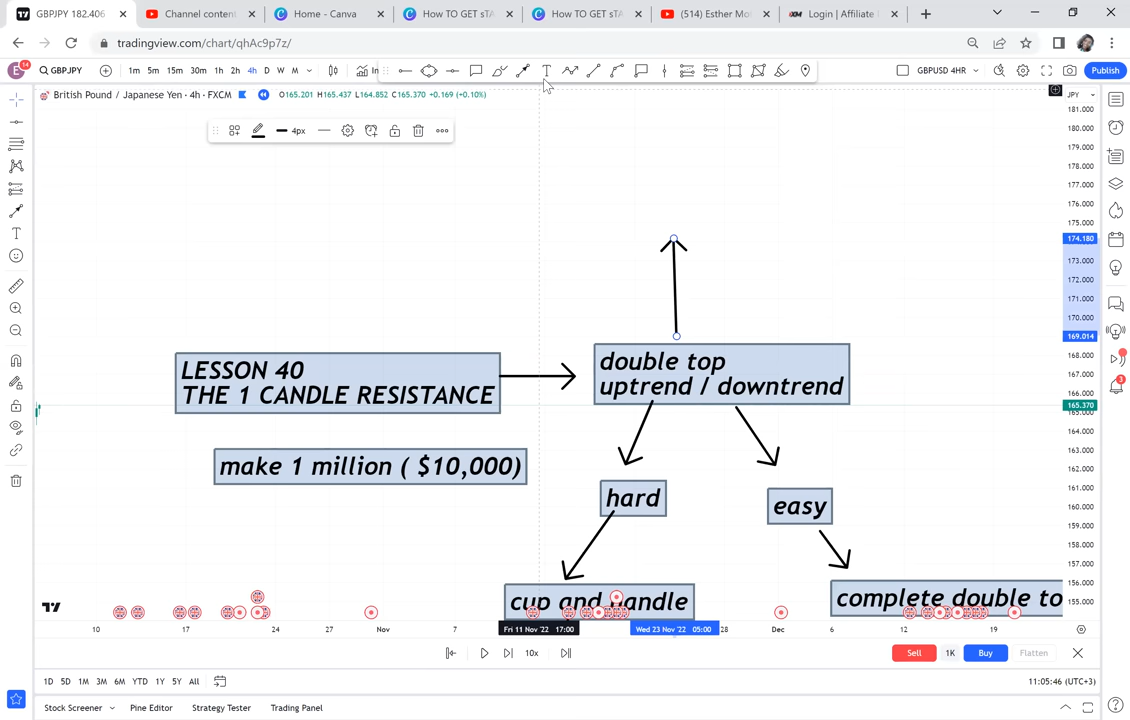 GBPJPY 182.406
Channel content
Home - Canva
How TO GET sTA
How TO GET sTA
(514) Esther Mo
Login | Affiliate
tradingview.com/chart/qhAc9p7z/
E
14
GBPJPY
1m 5m 15m 30m 1h 2h 4h D W M
In
GBPUSD 4HR
Publish
British Pound / Japanese Yen · 4h · FXCM
O165.201 H165.437 L164.852 C165.370 +0.169 (+0.10%)
JPY
4px
181.000
180.000
179.000
178.000
177.000
176.000
175.000
174.180
173.000
172.000
171.000
170.000
169.014
168.000
167.000
166.000
165.370
164.000
163.000
162.000
161.000
160.000
159.000
158.000
157.000
156.000
155.000
LESSON 40
THE 1 CANDLE RESISTANCE
double top
uptrend / downtrend
make 1 million ( $10,000)
hard
easy
cup and handle
complete double to
3
10
17
Nov
7
Fri 11 Nov '22 17:00
Wed 23 Nov '22 05:00
28
Dec
6
12
19
10x
Sell
1K
Buy
Flatten
1D 5D 1M 3M 6M YTD 1Y 5Y All
11:05:46 (UTC+3)
Stock Screener
Pine Editor
Strategy Tester
Trading Panel